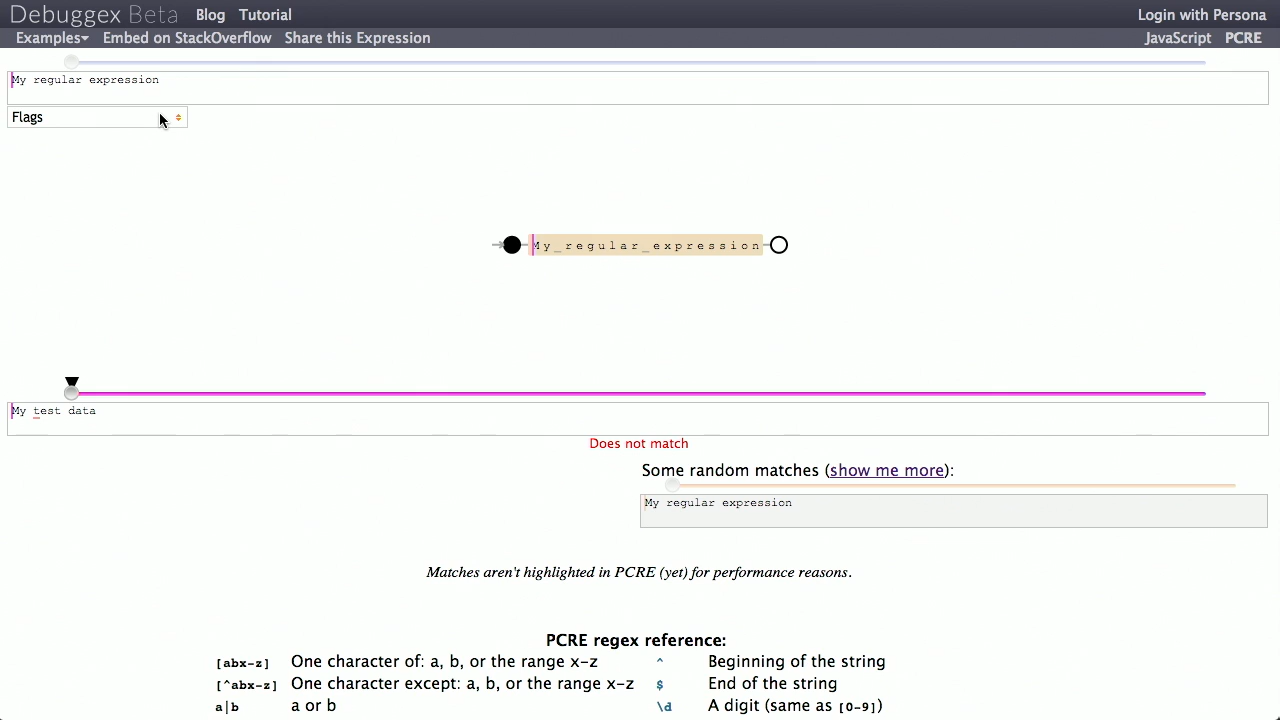 Debuggex Beta Blog Tutorial Login with Persona
Examples Embed on StackOverflow Share this Expression JavaScript PCRE
My regular expression
Flags
My_regular_expression
My test data
Does not match
Some random matches (show me more):
My regular expression
Matches aren't highlighted in PCRE (yet) for performance reasons.
PCRE regex reference:
[abx-z] One character of: a, b, or the range x-z ^ Beginning of the string
[^abx-z] One character except: a, b, or the range x-z $ End of the string
a|b a or b \d A digit (same as [0-9])